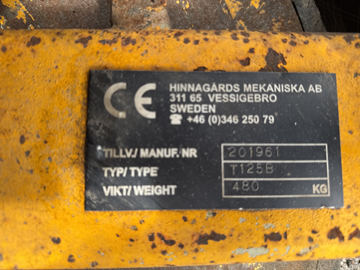 CE
HINNAGÅRDS MEKANISKA AB
311 65 VESSIGEBRO
SWEDEN
☎ +46 (0)346 250 79
TILLV./ MANUF. NR 201961
TYP/ TYPE T125B
VIKT/ WEIGHT 480 KG